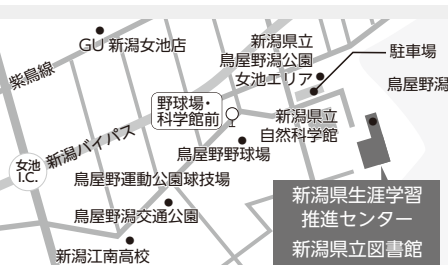 GU 新潟女池店
新潟県立
鳥屋野潟公園
女池エリア
駐車場
紫鳥線
鳥屋野潟
野球場・
科学館前
新潟県立
自然科学館
新潟バイパス
鳥屋野野球場
女池
I.C.
鳥屋野運動公園球技場
鳥屋野潟交通公園
新潟県生涯学習
推進センター
新潟県立図書館
新潟江南高校